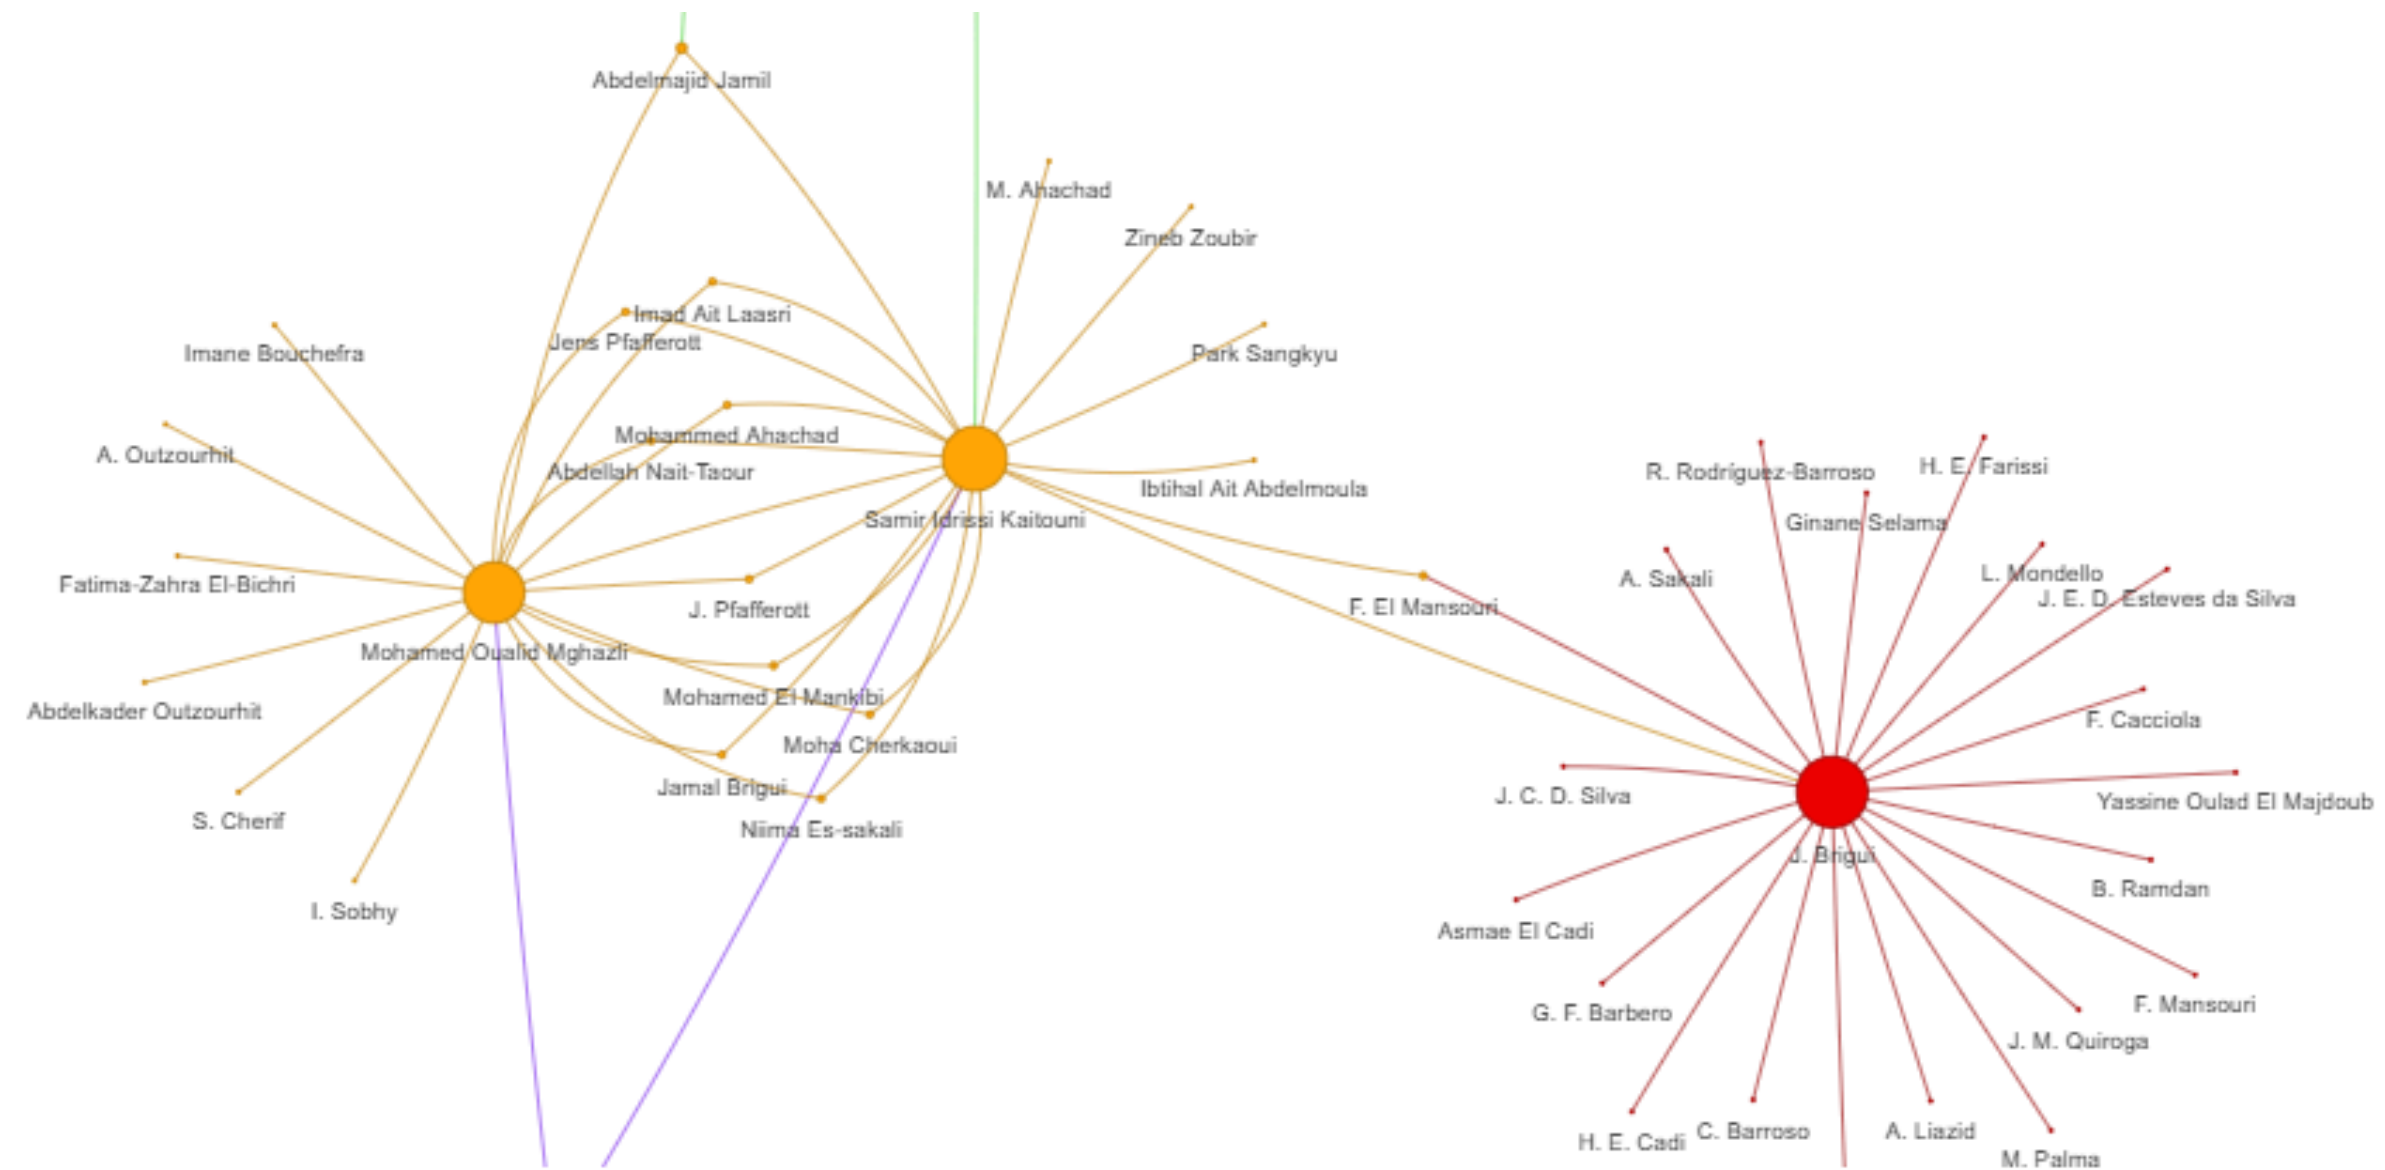 Abdelmajid Jamil
M. Ahachad
Zineb Zoubir
Imad Ait Laasri
Jens Pfafferott
Imane Bouchefra
Park Sangkyu
Mohammed Ahachad
A. Outzourhit
Abdellah Nait-Taour
Ibtihal Ait Abdelmoula
R. Rodríguez-Barroso
H. E. Farissi
Samir Idrissi Kaitouni
Ginane Selama
Fatima-Zahra El-Bichri
A. Sakali
L. Mondello
J. E. D. Esteves da Silva
J. Pfafferott
F. El Mansouri
Mohamed Oualid Mghazli
Mohamed El Mankibi
Abdelkader Outzourhit
F. Cacciola
Moha Cherkaoui
Jamal Brigui
J. C. D. Silva
Yassine Oulad El Majdoub
S. Cherif
Niima Es-sakali
J. Brigui
B. Ramdan
I. Sobhy
Asmae El Cadi
G. F. Barbero
F. Mansouri
J. M. Quiroga
H. E. Cadi
C. Barroso
A. Liazid
M. Palma